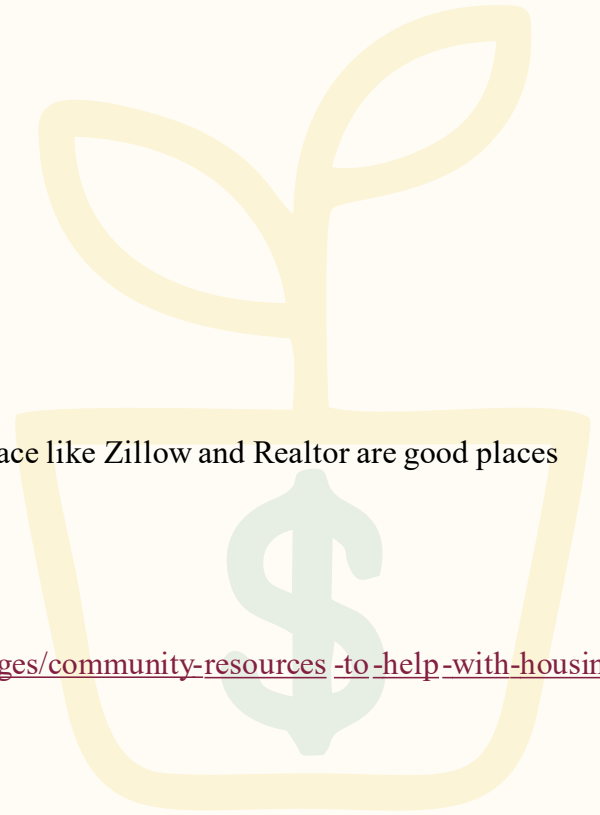 ace like Zillow and Realtor are good places
$
ges/community-resources -to -help -with-housin